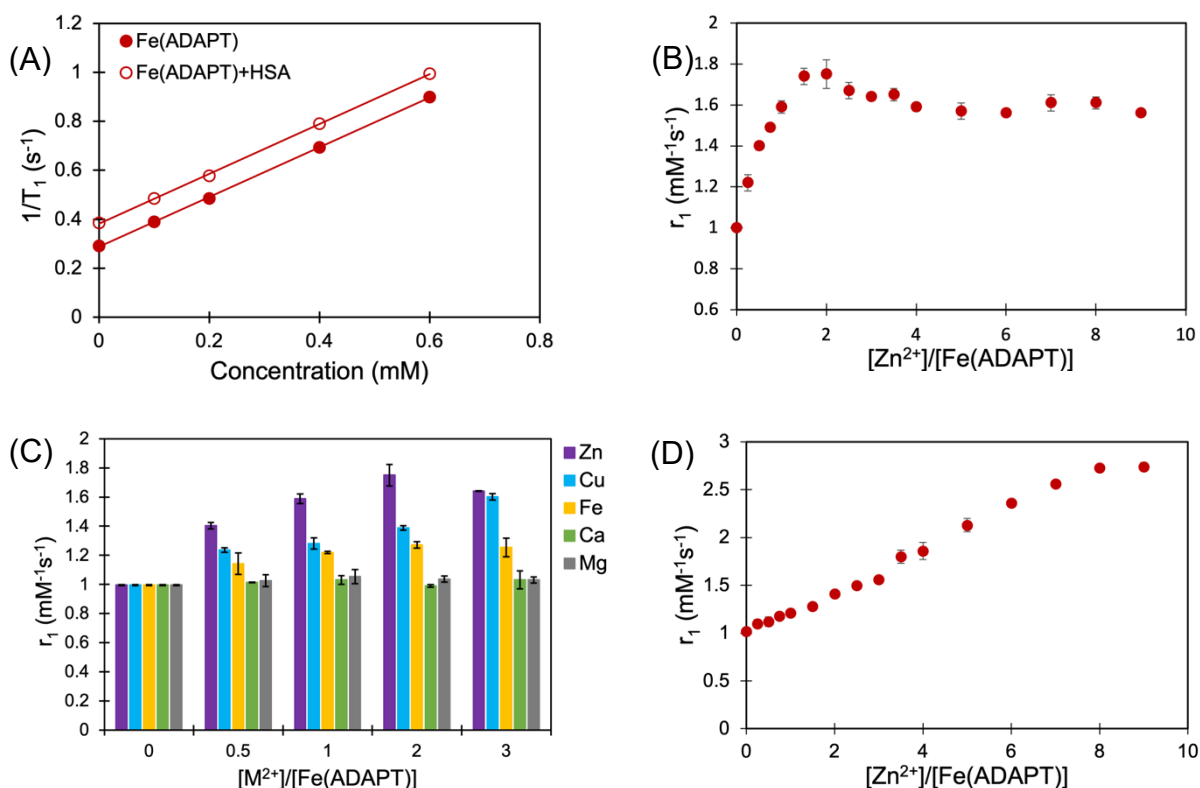 (A)
1.2
1
0.8
0.6
0.4
0.2
0
1/T₁ (s⁻¹)
Fe(ADAPT)
Fe(ADAPT)+HSA
0 0.2 0.4 0.6 0.8
Concentration (mM)
(B)
2
1.8
1.6
1.4
1.2
1
0.8
0.6
r₁ (mM⁻¹s⁻¹)
0 2 4 6 8 10
[Zn²⁺]/[Fe(ADAPT)]
(C)
2
1.8
1.6
1.4
1.2
1
0.8
0.6
0.4
0.2
0
r₁ (mM⁻¹s⁻¹)
Zn
Cu
Fe
Ca
Mg
0 0.5 1 2 3
[M²⁺]/[Fe(ADAPT)]
(D)
3
2.5
2
1.5
1
0.5
0
r₁ (mM⁻¹s⁻¹)
0 2 4 6 8 10
[Zn²⁺]/[Fe(ADAPT)]